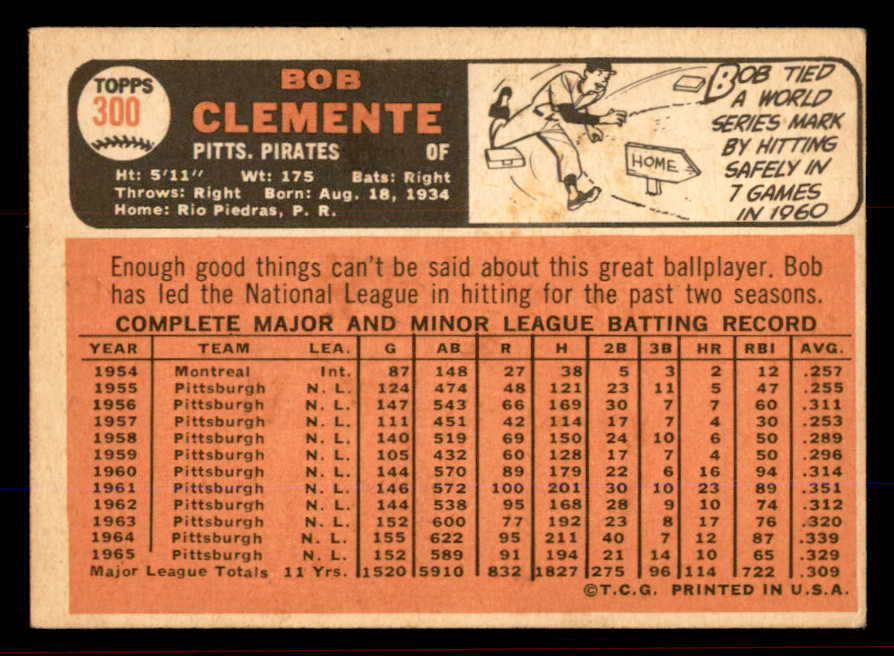 TOPPS
300
BOB
CLEMENTE
PITTS. PIRATES OF
Ht: 5'11" Wt: 175 Bats: Right
Throws: Right Born: Aug. 18, 1934
Home: Rio Piedras, P. R.
HOME
BOB TIED
A WORLD
SERIES MARK
BY HITTING
SAFELY IN
7 GAMES
IN 1960
Enough good things can't be said about this great ballplayer. Bob
has led the National League in hitting for the past two seasons.
COMPLETE MAJOR AND MINOR LEAGUE BATTING RECORD
YEAR TEAM LEA. G AB R H 2B 3B HR RBI AVG.
1954 Montreal Int. 87 148 27 38 5 3 2 12 .257
1955 Pittsburgh N. L. 124 474 48 121 23 11 5 47 .255
1956 Pittsburgh N. L. 147 543 66 169 30 7 7 60 .311
1957 Pittsburgh N. L. 111 451 42 114 17 7 4 30 .253
1958 Pittsburgh N. L. 140 519 69 150 24 10 6 50 .289
1959 Pittsburgh N. L. 105 432 60 128 17 7 4 50 .296
1960 Pittsburgh N. L. 144 570 89 179 22 6 16 94 .314
1961 Pittsburgh N. L. 146 572 100 201 30 10 23 89 .351
1962 Pittsburgh N. L. 144 538 95 168 28 9 10 74 .312
1963 Pittsburgh N. L. 152 600 77 192 23 8 17 76 .320
1964 Pittsburgh N. L. 155 622 95 211 40 7 12 87 .339
1965 Pittsburgh N. L. 152 589 91 194 21 14 10 65 .329
Major League Totals 11 Yrs. 1520 5910 832 1827 275 96 114 722 .309
©T.C.G. PRINTED IN U.S.A.